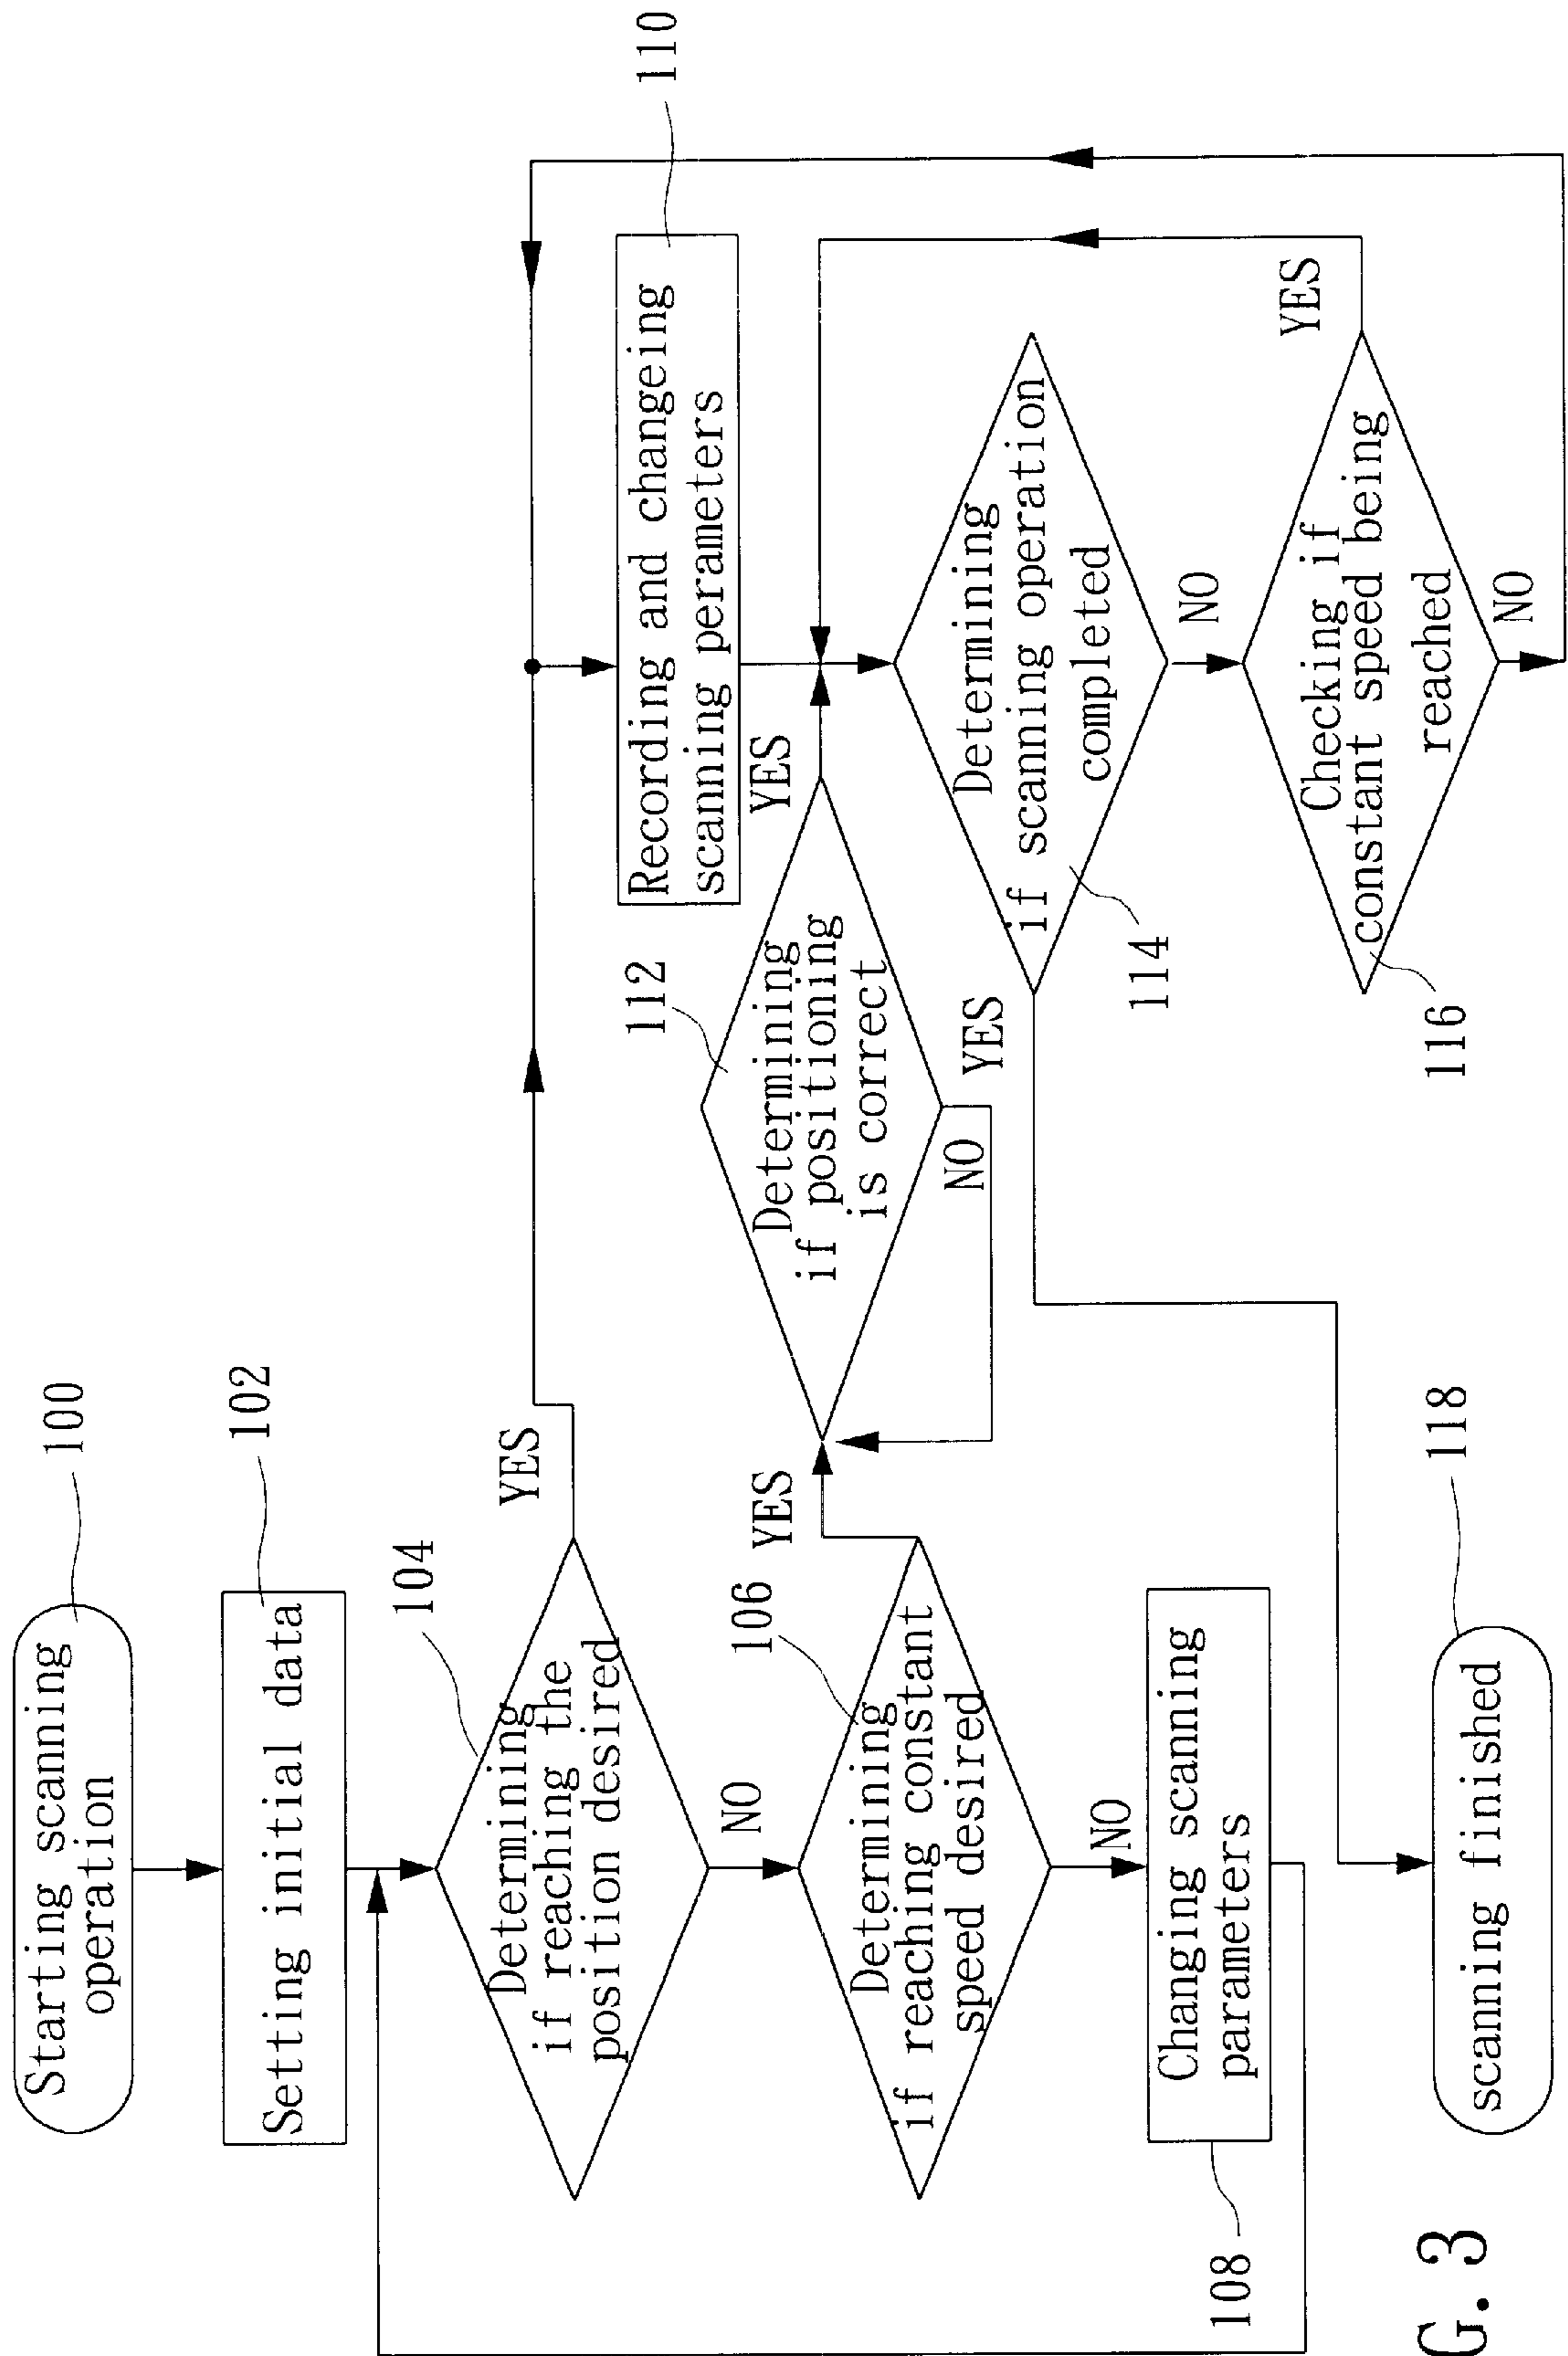 Starting scanning
operation
100
Setting initial data
102
Determining
if reaching the
position desired
104
YES
NO
Determining
if reaching constant
speed desired
106
YES
NO
Changing scanning
parameters
108
Recording and changeing
scanning perameters
110
Determining
if positioning
is correct
112
YES
NO
Determining
if scanning operation
completed
114
YES
NO
Checking if
constant speed being
reached
116
YES
NO
scanning finished
118
G. 3